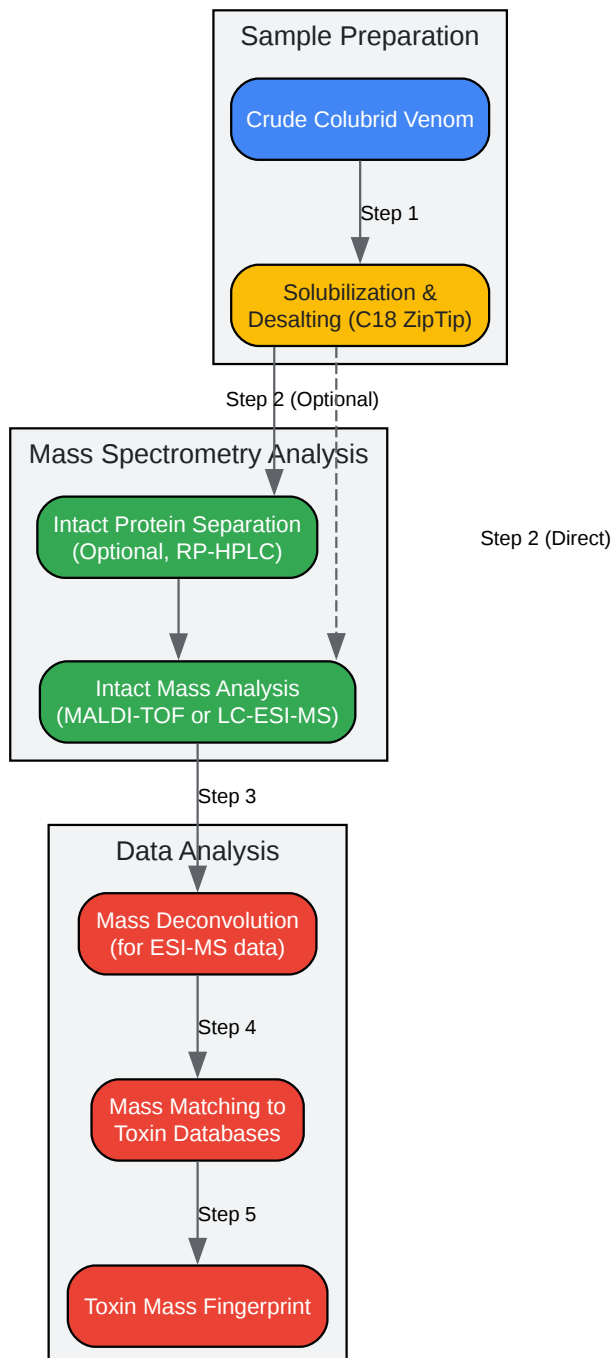 Sample Preparation
Crude Colubrid Venom
Step 1
Solubilization &
Desalting (C18 ZipTip)
Step 2 (Optional)
Mass Spectrometry Analysis
Intact Protein Separation
(Optional, RP-HPLC)
Step 2 (Direct)
Intact Mass Analysis
(MALDI-TOF or LC-ESI-MS)
Step 3
Data Analysis
Mass Deconvolution
(for ESI-MS data)
Step 4
Mass Matching to
Toxin Databases
Step 5
Toxin Mass Fingerprint